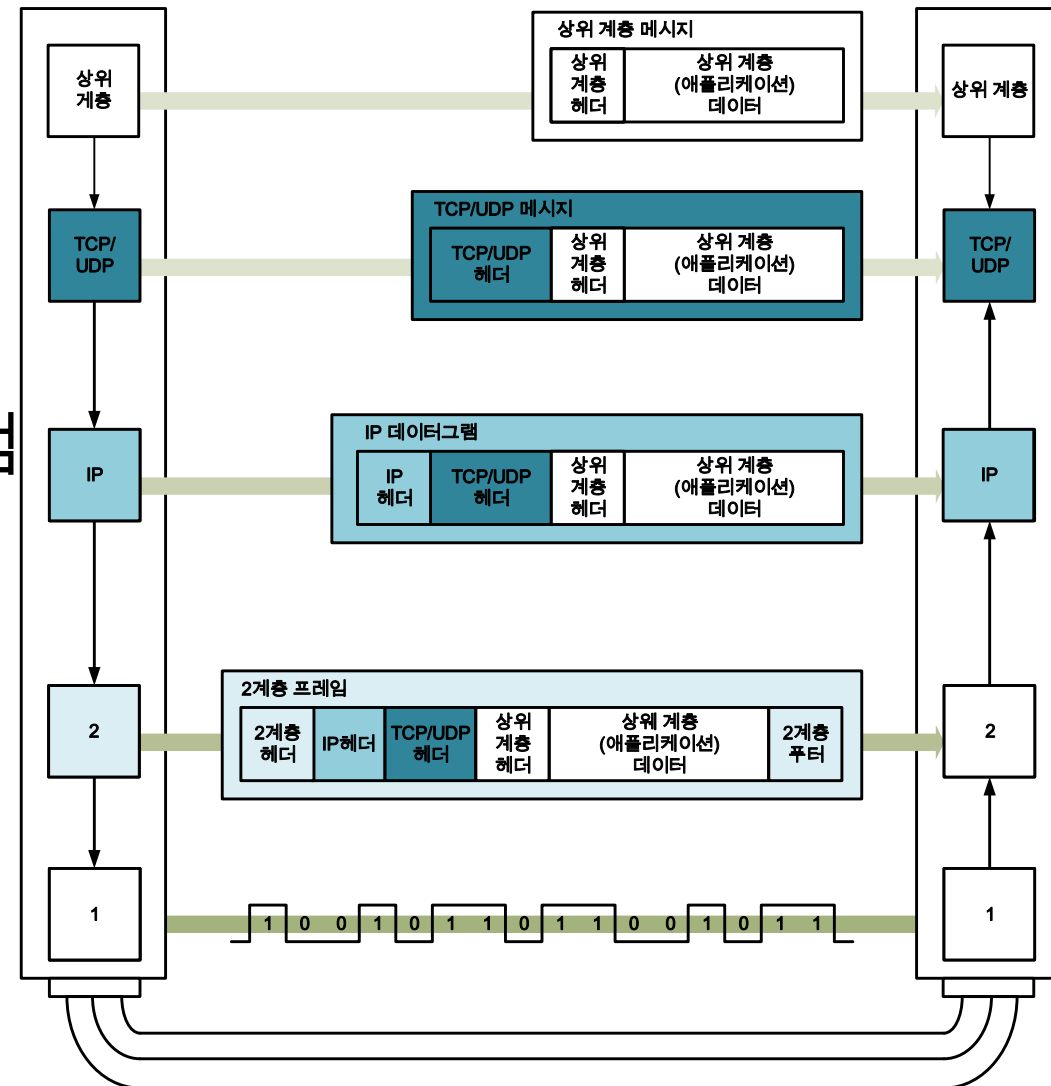 상위 계층 메시지
상위
게층
상위
계층
헤더
상위 계층
(애플리케이션)
데이터
상위 계층
TCP/UDP 메시지
TCP/
UDP
TCP/UDP
헤더
상위
계층
헤더
상위 계층
(애플리케이션)
데이터
TCP/
UDP
IP 데이터그램
IP
IP
헤더
TCP/UDP
헤더
상위
계층
헤더
상위 계층
(애플리케이션)
데이터
IP
2계층 프레임
2
2계층
헤더
IP헤더
TCP/UDP
헤더
상위
계층
헤더
상웨 계층
(애플리케이션)
데이터
2계층
푸터
2
1
1 0 0 1 0 1 1 0 1 1 0 0 1 0 1 1
1